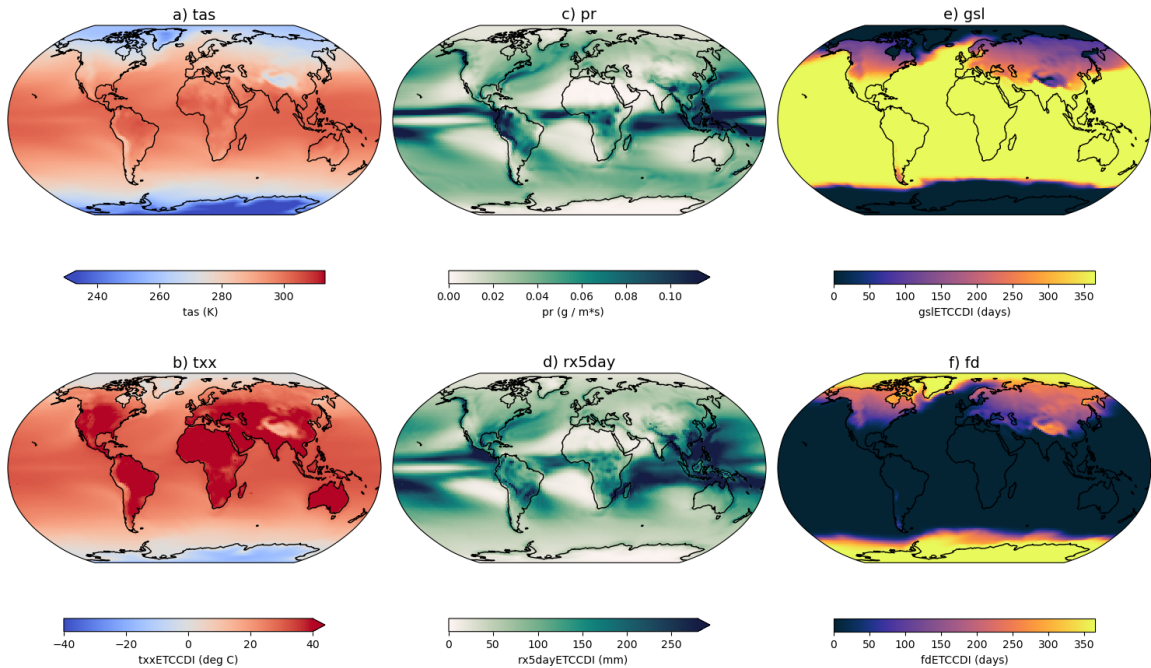 a) tas
c) pr
e) gsl
240 260 280 300
tas (K)
0.00 0.02 0.04 0.06 0.08 0.10
pr (g / m*s)
0 50 100 150 200 250 300 350
gslETCCDI (days)
b) txx
d) rx5day
f) fd
−40 −20 0 20 40
txxETCCDI (deg C)
0 50 100 150 200 250
rx5dayETCCDI (mm)
0 50 100 150 200 250 300 350
fdETCCDI (days)